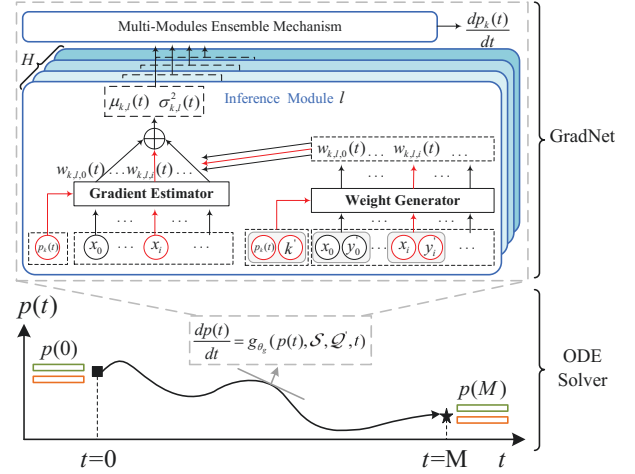 Multi-Modules Ensemble Mechanism
dp_k(t)
dt
H
μ_{k,l}(t) σ²_{k,l}(t)
Inference Module l
w_{k,l,0}(t) ... w_{k,l,i}(t) ...
w_{k,l,0}(t) ... w_{k,l,i}(t) ...
Gradient Estimator
Weight Generator
... ...
... ...
p_k(t) x_0 ... x_i ...
p_k(t) k' x_0 y_0 ... x_i y_i ...
GradNet
p(t)
dp(t)
dt
= g_{θ_g}(p(t), 𝒮, 𝒬', t)
p(0)
p(M)
ODE
Solver
t=0
t=M
t